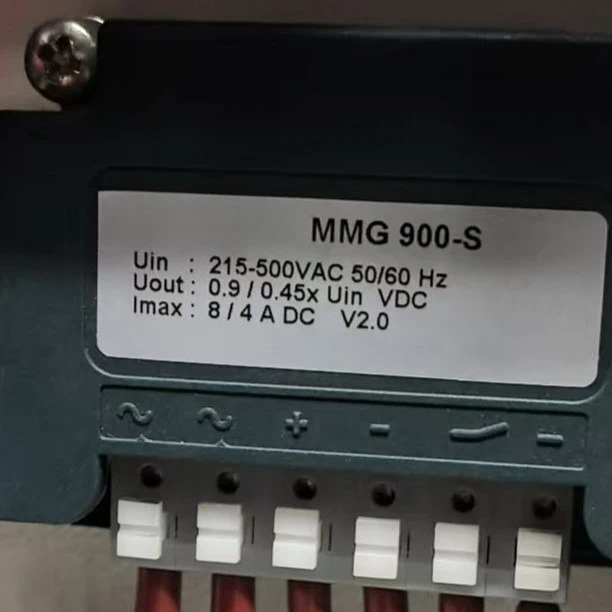 MMG 900-S
Uin : 215-500VAC 50/60 Hz
Uout : 0.9 / 0.45x Uin VDC
Imax : 8 / 4 A DC V2.0
~ ~ + - -